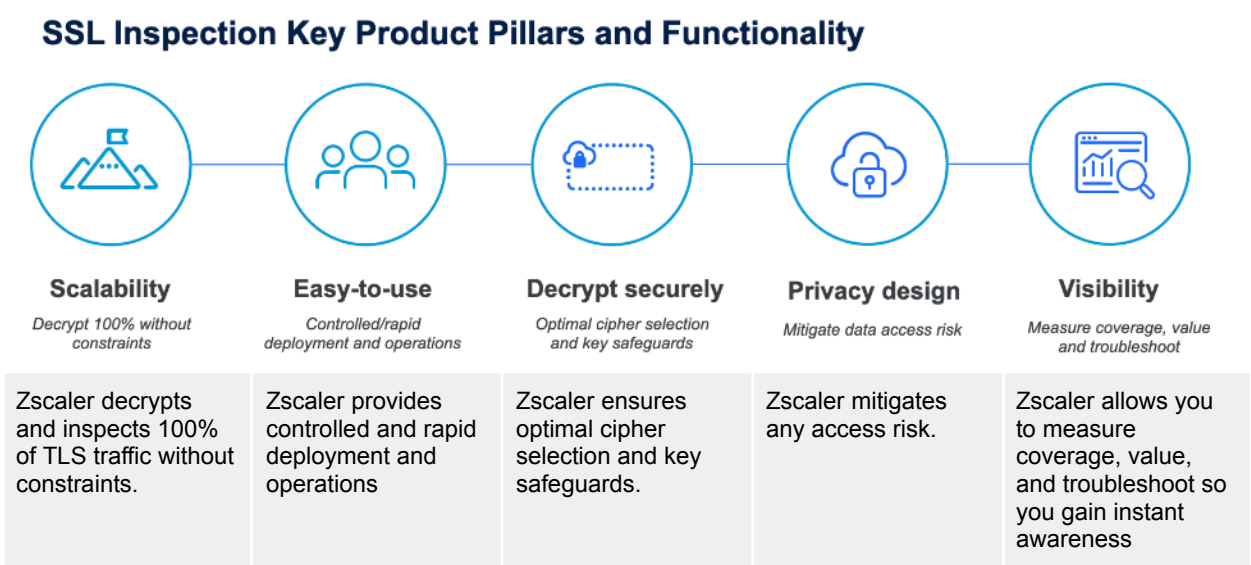 SSL Inspection Key Product Pillars and Functionality
Scalability
Decrypt 100% without
constraints
Easy-to-use
Controlled/rapid
deployment and operations
Decrypt securely
Optimal cipher selection
and key safeguards
Privacy design
Mitigate data access risk
Visibility
Measure coverage, value
and troubleshoot
Zscaler decrypts
and inspects 100%
of TLS traffic without
constraints.
Zscaler provides
controlled and rapid
deployment and
operations
Zscaler ensures
optimal cipher
selection and key
safeguards.
Zscaler mitigates
any access risk.
Zscaler allows you
to measure
coverage, value,
and troubleshoot so
you gain instant
awareness